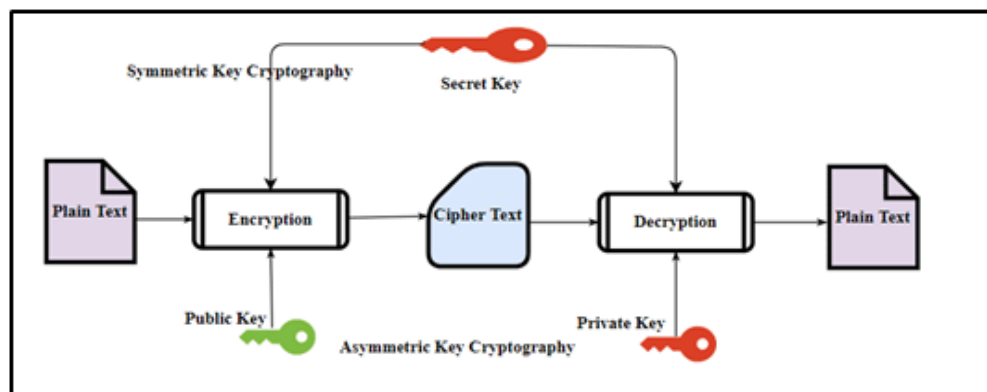 Symmetric Key Cryptography
Secret Key
Plain Text
Encryption
Cipher Text
Decryption
Plain Text
Public Key
Private Key
Asymmetric Key Cryptography